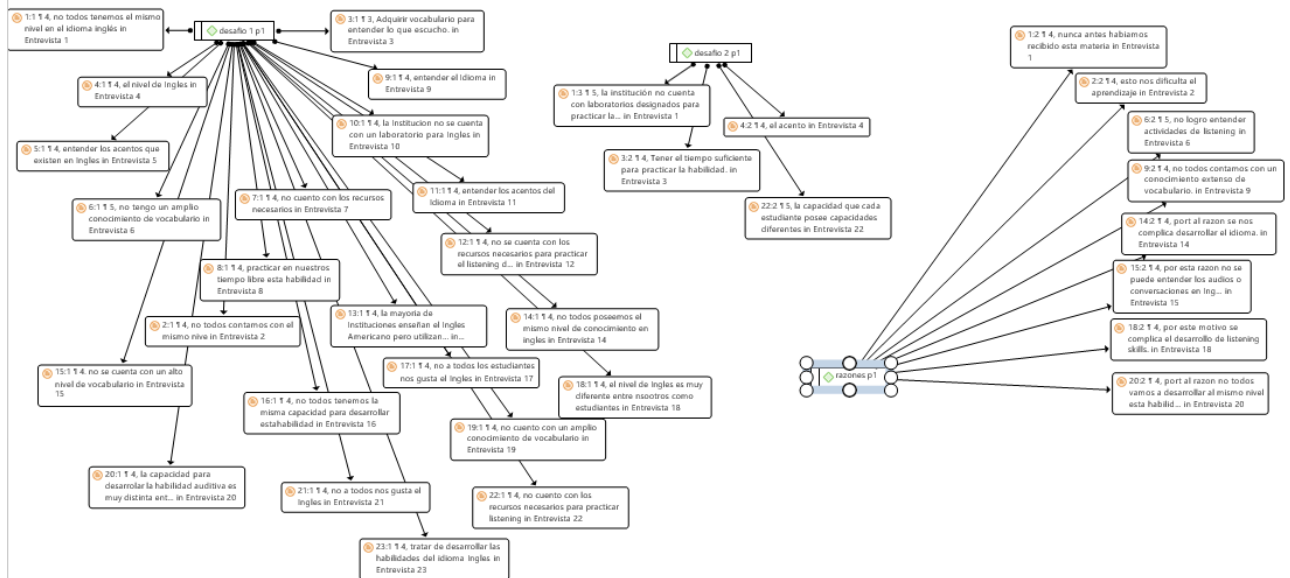 1:1 ¶ 4, no todos tenemos el mismo
nivel en el idioma inglés in
Entrevista 1
desafio 1 p1
3:1 ¶ 3, Adquirir vocabulario para
entender lo que escucho. in
Entrevista 3
4:1 ¶ 4, el nivel de Ingles in
Entrevista 4
9:1 ¶ 4, entender el Idioma in
Entrevista 9
5:1 ¶ 4, entender los acentos que
existen en Ingles in Entrevista 5
10:1 ¶ 4, la Institucion no se cuenta
con un laboratorio para Ingles in
Entrevista 10
6:1 ¶ 5, no tengo un amplio
conocimiento de vocabulario in
Entrevista 6
7:1 ¶ 4, no cuento con los recursos
necesarios in Entrevista 7
11:1 ¶ 4, entender los acentos del
Idioma in Entrevista 11
8:1 ¶ 4, practicar en nuestros
tiempo libre esta habilidad in
Entrevista 8
12:1 ¶ 4, no se cuenta con los
recursos necesarios para practicar
el listening d... in Entrevista 12
2:1 ¶ 4, no todos contamos con el
mismo nive in Entrevista 2
13:1 ¶ 4, la mayoria de
Instituciones enseñan el Ingles
Americano pero utilizan... in...
14:1 ¶ 4, no todos poseemos el
mismo nivel de conocimiento en
ingles in Entrevista 14
15:1 ¶ 4. no se cuenta con un alto
nivel de vocabulario in Entrevista
15
17:1 ¶ 4, no a todos los estudiantes
nos gusta el Ingles in Entrevista 17
16:1 ¶ 4, no todos tenemos la
misma capacidad para desarrollar
estahabilidad in Entrevista 16
18:1 ¶ 4, el nivel de Ingles es muy
diferente entre nsootros como
estudiantes in Entrevista 18
19:1 ¶ 4, no cuento con un amplio
conocimiento de vocabulario in
Entrevista 19
20:1 ¶ 4, la capacidad para
desarrolar la habilidad auditiva es
muy distinta ent... in Entrevista 20
21:1 ¶ 4, no a todos nos gusta el
Ingles in Entrevista 21
22:1 ¶ 4, no cuento con los
recursos necesarios para practicar
listening in Entrevista 22
23:1 ¶ 4, tratar de desarrollar las
habilidades del idioma Ingles in
Entrevista 23
desafio 2 p1
1:3 ¶ 5, la institución no cuenta
con laboratorios designados para
practicar la... in Entrevista 1
4:2 ¶ 4, el acento in Entrevista 4
3:2 ¶ 4, Tener el tiempo suficiente
para practicar la habilidad. in
Entrevista 3
22:2 ¶ 5, la capacidad que cada
estudiante posee capacidades
diferentes in Entrevista 22
1:2 ¶ 4, nunca antes habiamos
recibido esta materia in Entrevista
1
2:2 ¶ 4, esto nos dificulta el
aprendizaje in Entrevista 2
6:2 ¶ 5, no logro entender
actividades de listening in Entrevista
6
9:2 ¶ 4, no todos contamos con un
conocimiento extenso de
vocabulario. in Entrevista 9
14:2 ¶ 4, port al razon se nos
complica desarrollar el idioma. in
Entrevista 14
15:2 ¶ 4, por esta razon no se
puede entender los audios o
conversaciones en Ing... in
Entrevista 15
18:2 ¶ 4, por este motivo se
complica el desarrollo de listening
skills. in Entrevista 18
razones p1
20:2 ¶ 4, port al razon no todos
vamos a desarrollar al mismo nivel
esta habilid... in Entrevista 20